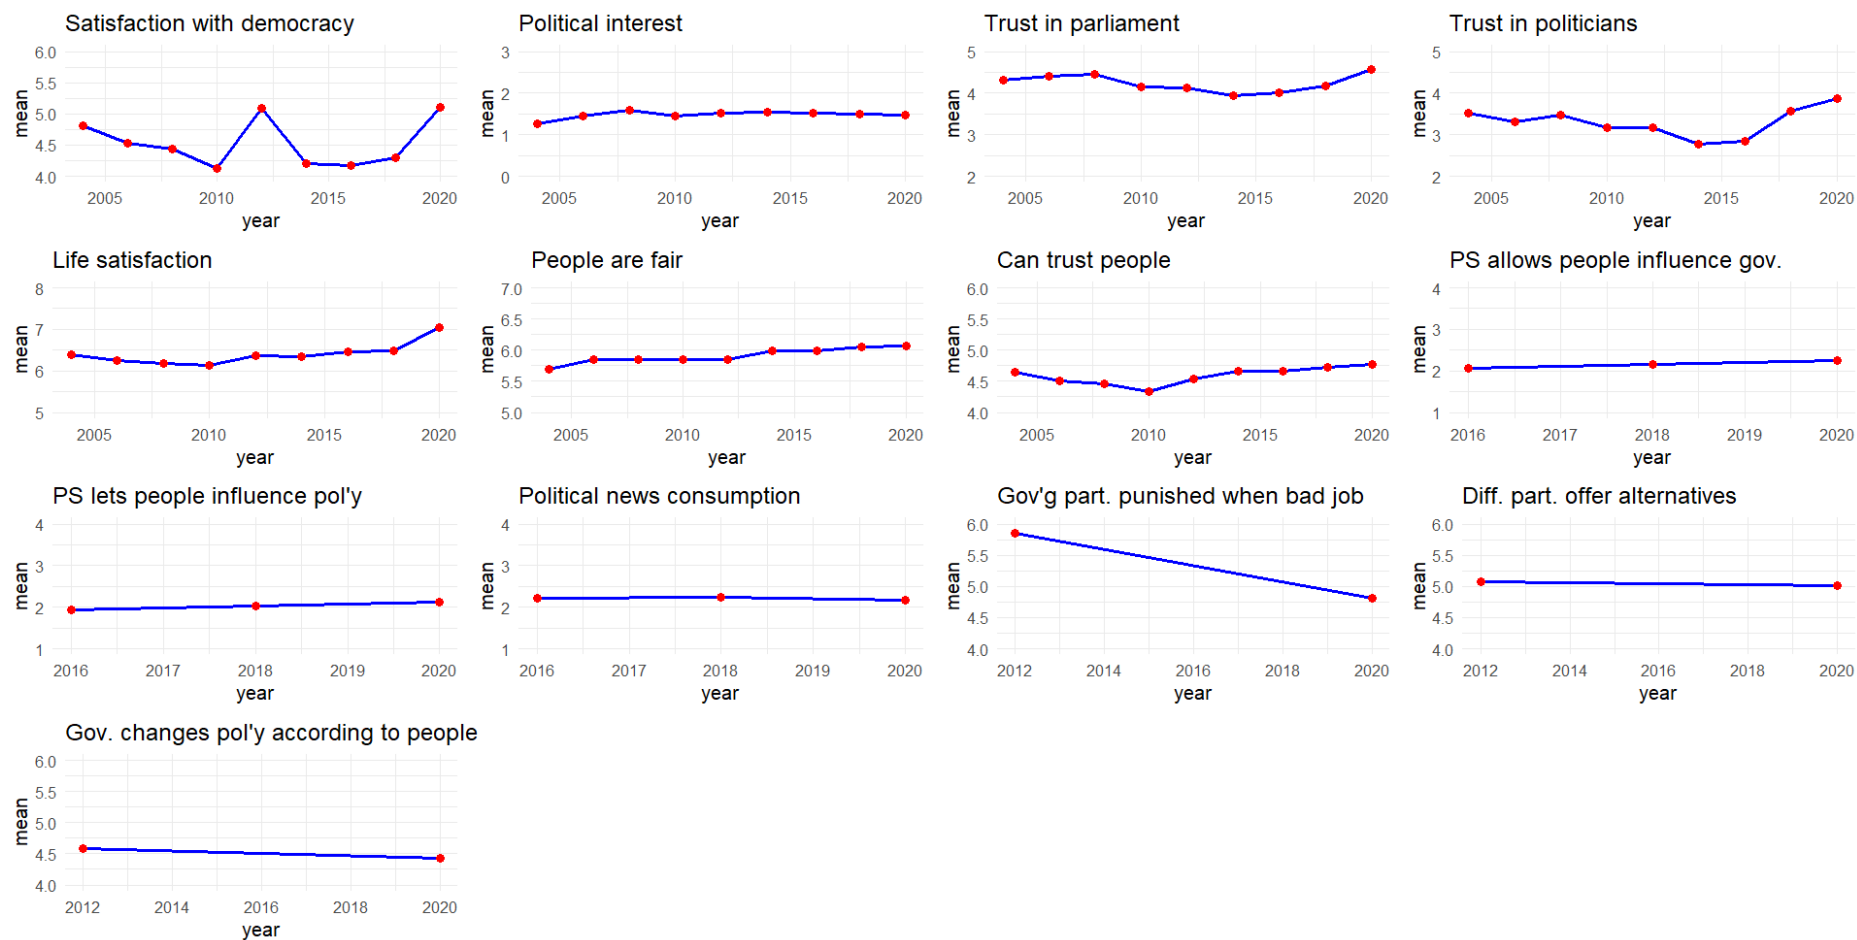 Satisfaction with democracy
6.0
5.5
5.0
4.5
4.0
mean
2005 2010 2015 2020
year
Political interest
3
2
1
0
mean
2005 2010 2015 2020
year
Trust in parliament
5
4
3
2
mean
2005 2010 2015 2020
year
Trust in politicians
5
4
3
2
mean
2005 2010 2015 2020
year
Life satisfaction
8
7
6
5
mean
2005 2010 2015 2020
year
People are fair
7.0
6.5
6.0
5.5
5.0
mean
2005 2010 2015 2020
year
Can trust people
6.0
5.5
5.0
4.5
4.0
mean
2005 2010 2015 2020
year
PS allows people influence gov.
4
3
2
1
mean
2016 2017 2018 2019 2020
year
PS lets people influence pol'y
4
3
2
1
mean
2016 2017 2018 2019 2020
year
Political news consumption
4
3
2
1
mean
2016 2017 2018 2019 2020
year
Gov'g part. punished when bad job
6.0
5.5
5.0
4.5
4.0
mean
2012 2014 2016 2018 2020
year
Diff. part. offer alternatives
6.0
5.5
5.0
4.5
4.0
mean
2012 2014 2016 2018 2020
year
Gov. changes pol'y according to people
6.0
5.5
5.0
4.5
4.0
mean
2012 2014 2016 2018 2020
year